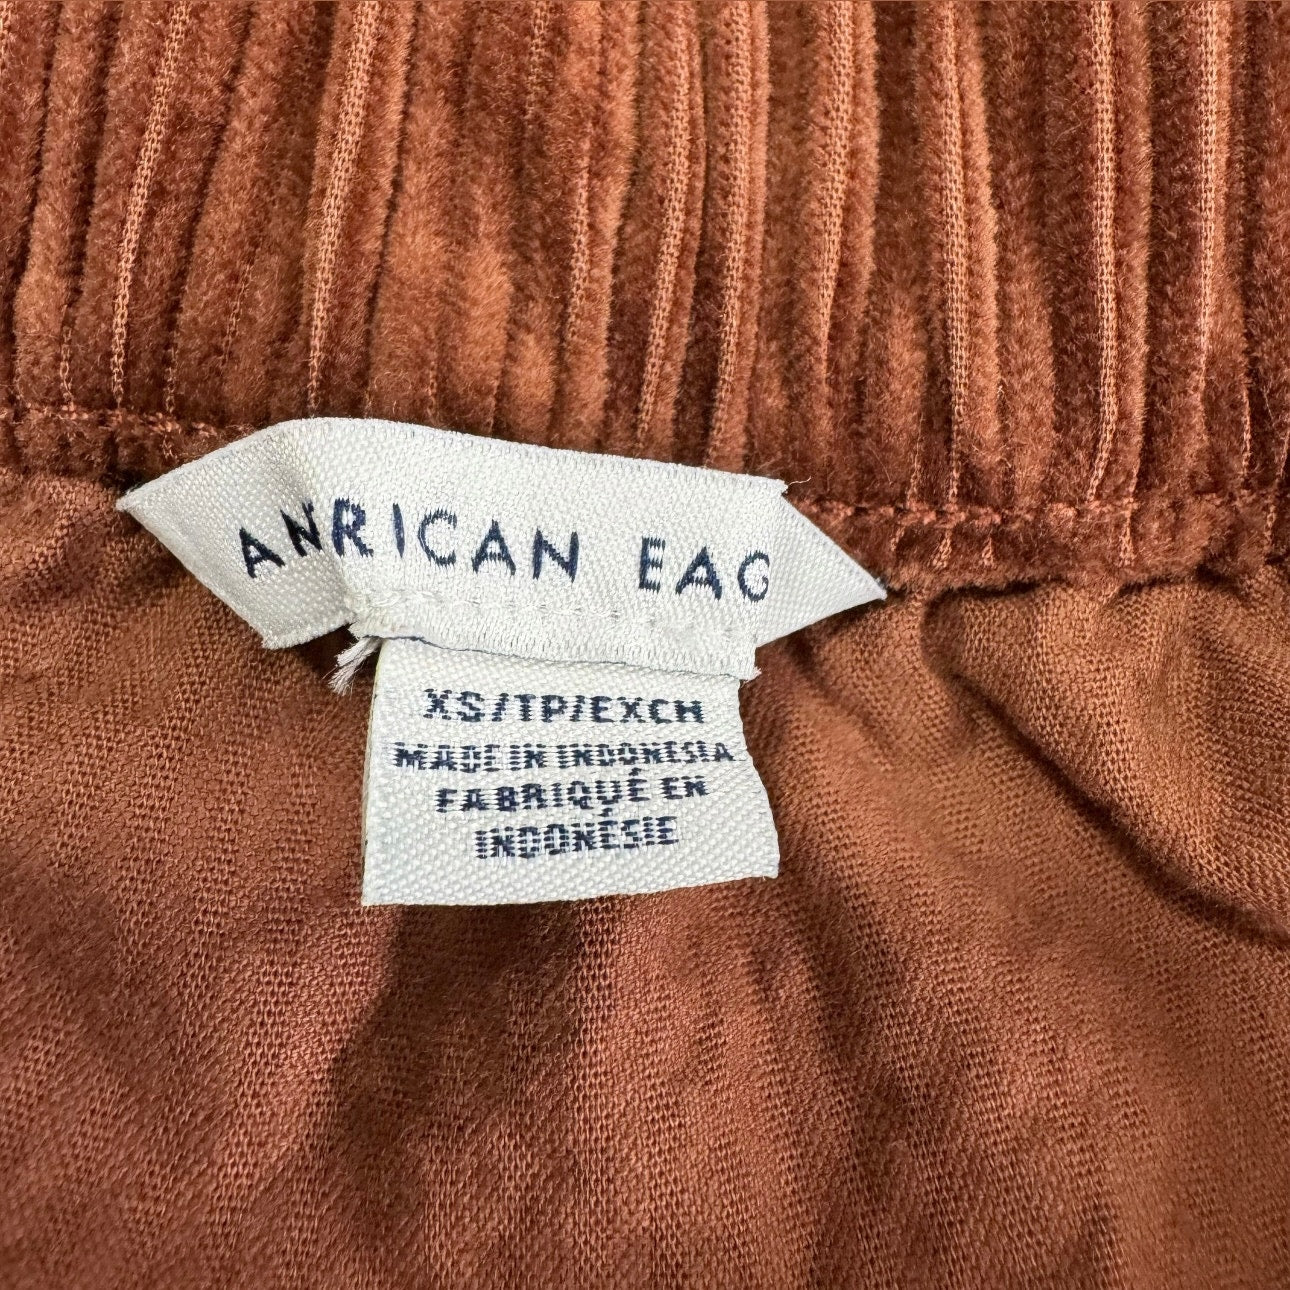 ANRICAN EAG
XS/TP/EXCH
MADE IN INDONESIA
FABRIQUÉ EN
INDONÉSIE